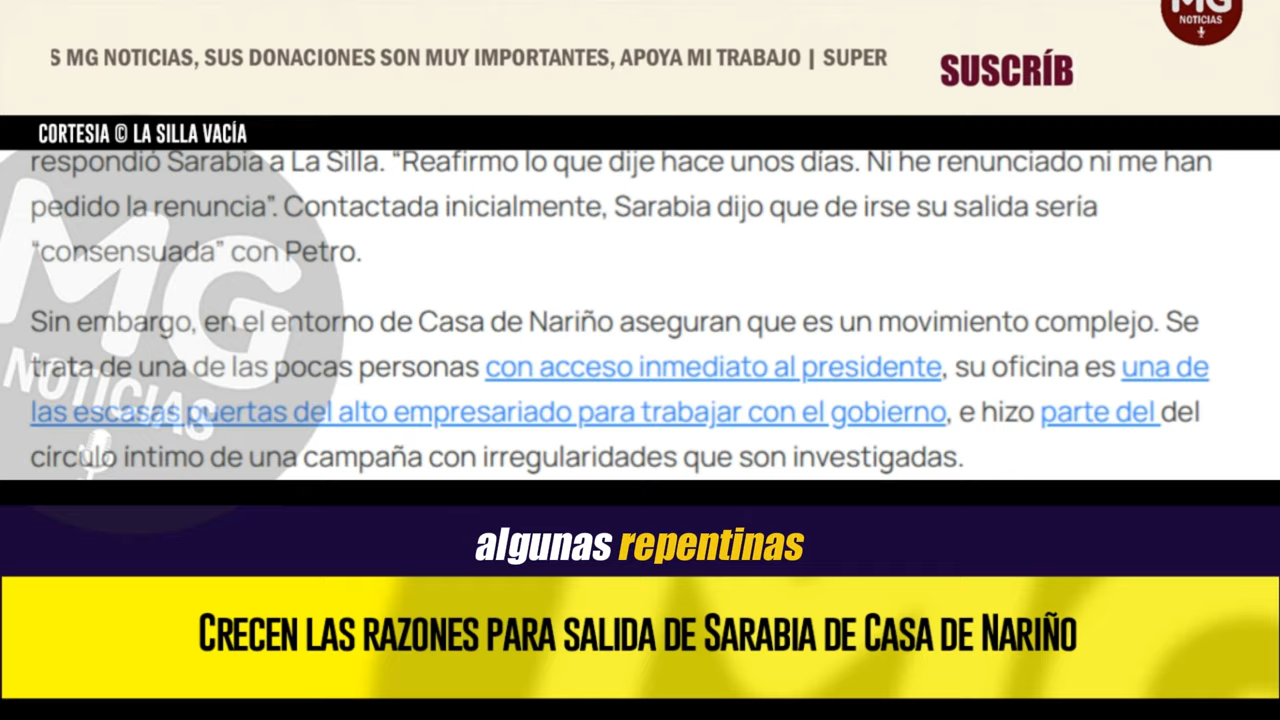 MG
NOTICIAS
S MG NOTICIAS, SUS DONACIONES SON MUY IMPORTANTES, APOYA MI TRABAJO | SUPER
SUSCRÍB
CORTESIA © LA SILLA VACÍA
respondió Sarabia a La Silla. “Reafirmo lo que dije hace unos días. Ni he renunciado ni me han
pedido la renuncia”. Contactada inicialmente, Sarabia dijo que de irse su salida sería
“consensuada” con Petro.
Sin embargo, en el entorno de Casa de Nariño aseguran que es un movimiento complejo. Se
trata de una de las pocas personas con acceso inmediato al presidente, su oficina es una de
las escasas puertas del alto empresariado para trabajar con el gobierno, e hizo parte del del
círculo íntimo de una campaña con irregularidades que son investigadas.
MG
NOTICIAS
algunas repentinas
CRECEN LAS RAZONES PARA SALIDA DE SARABIA DE CASA DE NARIÑO